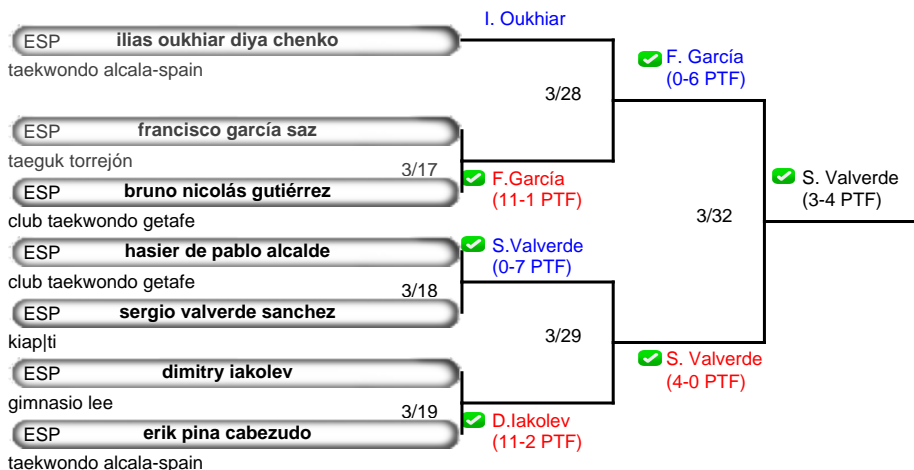 I. Oukhiar
ESP ilias oukhiar diya chenko
taekwondo alcala-spain
F. García
(0-6 PTF)
3/28
ESP francisco garcía saz
taeguk torrejón
3/17
ESP bruno nicolás gutiérrez
club taekwondo getafe
F.García
(11-1 PTF)
S. Valverde
(3-4 PTF)
3/32
ESP hasier de pablo alcalde
club taekwondo getafe
S.Valverde
(0-7 PTF)
3/18
ESP sergio valverde sanchez
kiap|ti
3/29
S. Valverde
(4-0 PTF)
ESP dimitry iakolev
gimnasio lee
3/19
ESP erik pina cabezudo
taekwondo alcala-spain
D.Iakolev
(11-2 PTF)